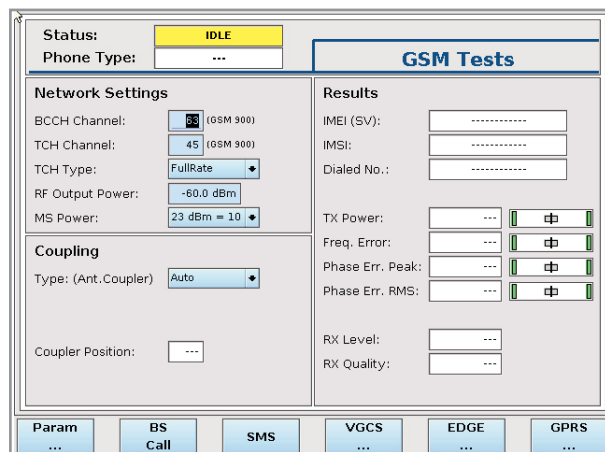 Status: IDLE
Phone Type: ---
GSM Tests
Network Settings
BCCH Channel: 63 (GSM 900)
TCH Channel: 45 (GSM 900)
TCH Type: FullRate
RF Output Power: -60.0 dBm
MS Power: 23 dBm = 10
Coupling
Type: (Ant.Coupler) Auto
Coupler Position: ---
Results
IMEI (SV): -----------
IMSI: -----------
Dialed No.: -----------
TX Power: ---
Freq. Error: ---
Phase Err. Peak: ---
Phase Err. RMS: ---
RX Level: ---
RX Quality: ---
Param ...
BS Call
SMS
VGCS ...
EDGE ...
GPRS ...